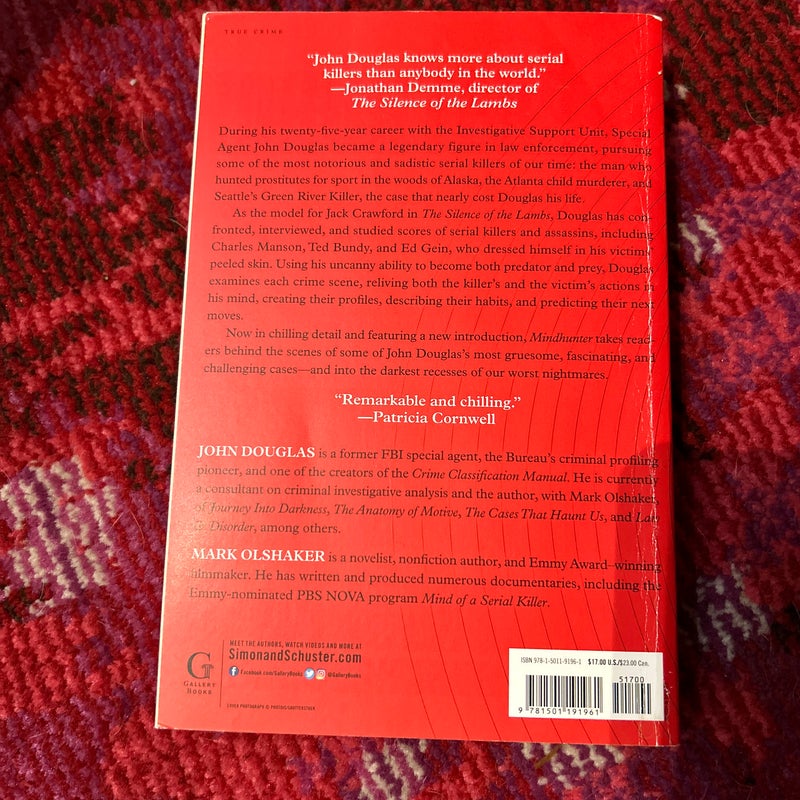 TRUE CRIME
“John Douglas knows more about serial
killers than anybody in the world.”
—Jonathan Demme, director of
The Silence of the Lambs
During his twenty-five-year career with the Investigative Support Unit, Special
Agent John Douglas became a legendary figure in law enforcement, pursuing
some of the most notorious and sadistic serial killers of our time: the man who
hunted prostitutes for sport in the woods of Alaska, the Atlanta child murderer, and
Seattle’s Green River Killer, the case that nearly cost Douglas his life.
As the model for Jack Crawford in The Silence of the Lambs, Douglas has con-
fronted, interviewed, and studied scores of serial killers and assassins, including
Charles Manson, Ted Bundy, and Ed Gein, who dressed himself in his victims’
peeled skin. Using his uncanny ability to become both predator and prey, Douglas
examines each crime scene, reliving both the killer’s and the victim’s actions in
his mind, creating their profiles, describing their habits, and predicting their next
moves.
Now in chilling detail and featuring a new introduction, Mindhunter takes read-
ers behind the scenes of some of John Douglas’s most gruesome, fascinating, and
challenging cases—and into the darkest recesses of our worst nightmares.
“Remarkable and chilling.”
—Patricia Cornwell
JOHN DOUGLAS is a former FBI special agent, the Bureau’s criminal profiling
pioneer, and one of the creators of the Crime Classification Manual. He is currently
a consultant on criminal investigative analysis and the author, with Mark Olshaker,
of Journey Into Darkness, The Anatomy of Motive, The Cases That Haunt Us, and Law
& Disorder, among others.
MARK OLSHAKER is a novelist, nonfiction author, and Emmy Award–winning
filmmaker. He has written and produced numerous documentaries, including the
Emmy-nominated PBS NOVA program Mind of a Serial Killer.
G
GALLERY
BOOKS
MEET THE AUTHORS, WATCH VIDEOS AND MORE AT
SimonandSchuster.com
Facebook.com/GalleryBooks @GalleryBooks
COVER PHOTOGRAPH © PHOTOUG/SHUTTERSTOCK
ISBN 978-1-5011-9196-1 $17.00 U.S./$23.00 Can.
51700
9 781501 191961